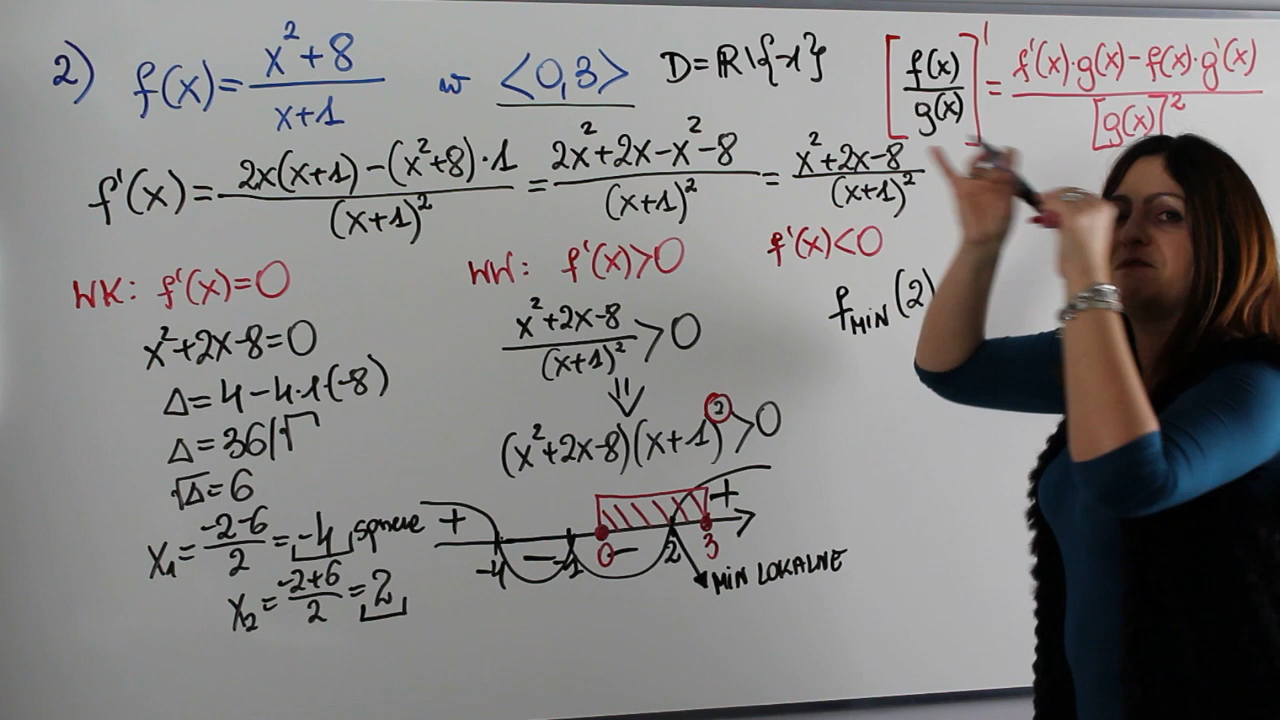 2) f(x)= (x²+8)/(x+1) w <0,3> D=ℝ\{-1} [f(x)/g(x)]' = (f'(x)·g(x)-f(x)·g'(x))/[g(x)]²
f'(x)= (2x(x+1)-(x²+8)·1)/(x+1)² = (2x²+2x-x²-8)/(x+1)² = (x²+2x-8)/(x+1)²
WK: f'(x)=0
x²+2x-8=0
Δ=4-4·1·(-8)
Δ=36|√
√Δ=6
x₁=(-2-6)/2=-4
x₂=(-2+6)/2=2
WW: f'(x)>0 f'(x)<0
(x²+2x-8)/(x+1)²>0
⇓
(x²+2x-8)(x+1)²>0
+ - - +
-4 -1 0 2 3
MIN LOKALNE
f MIN (2)